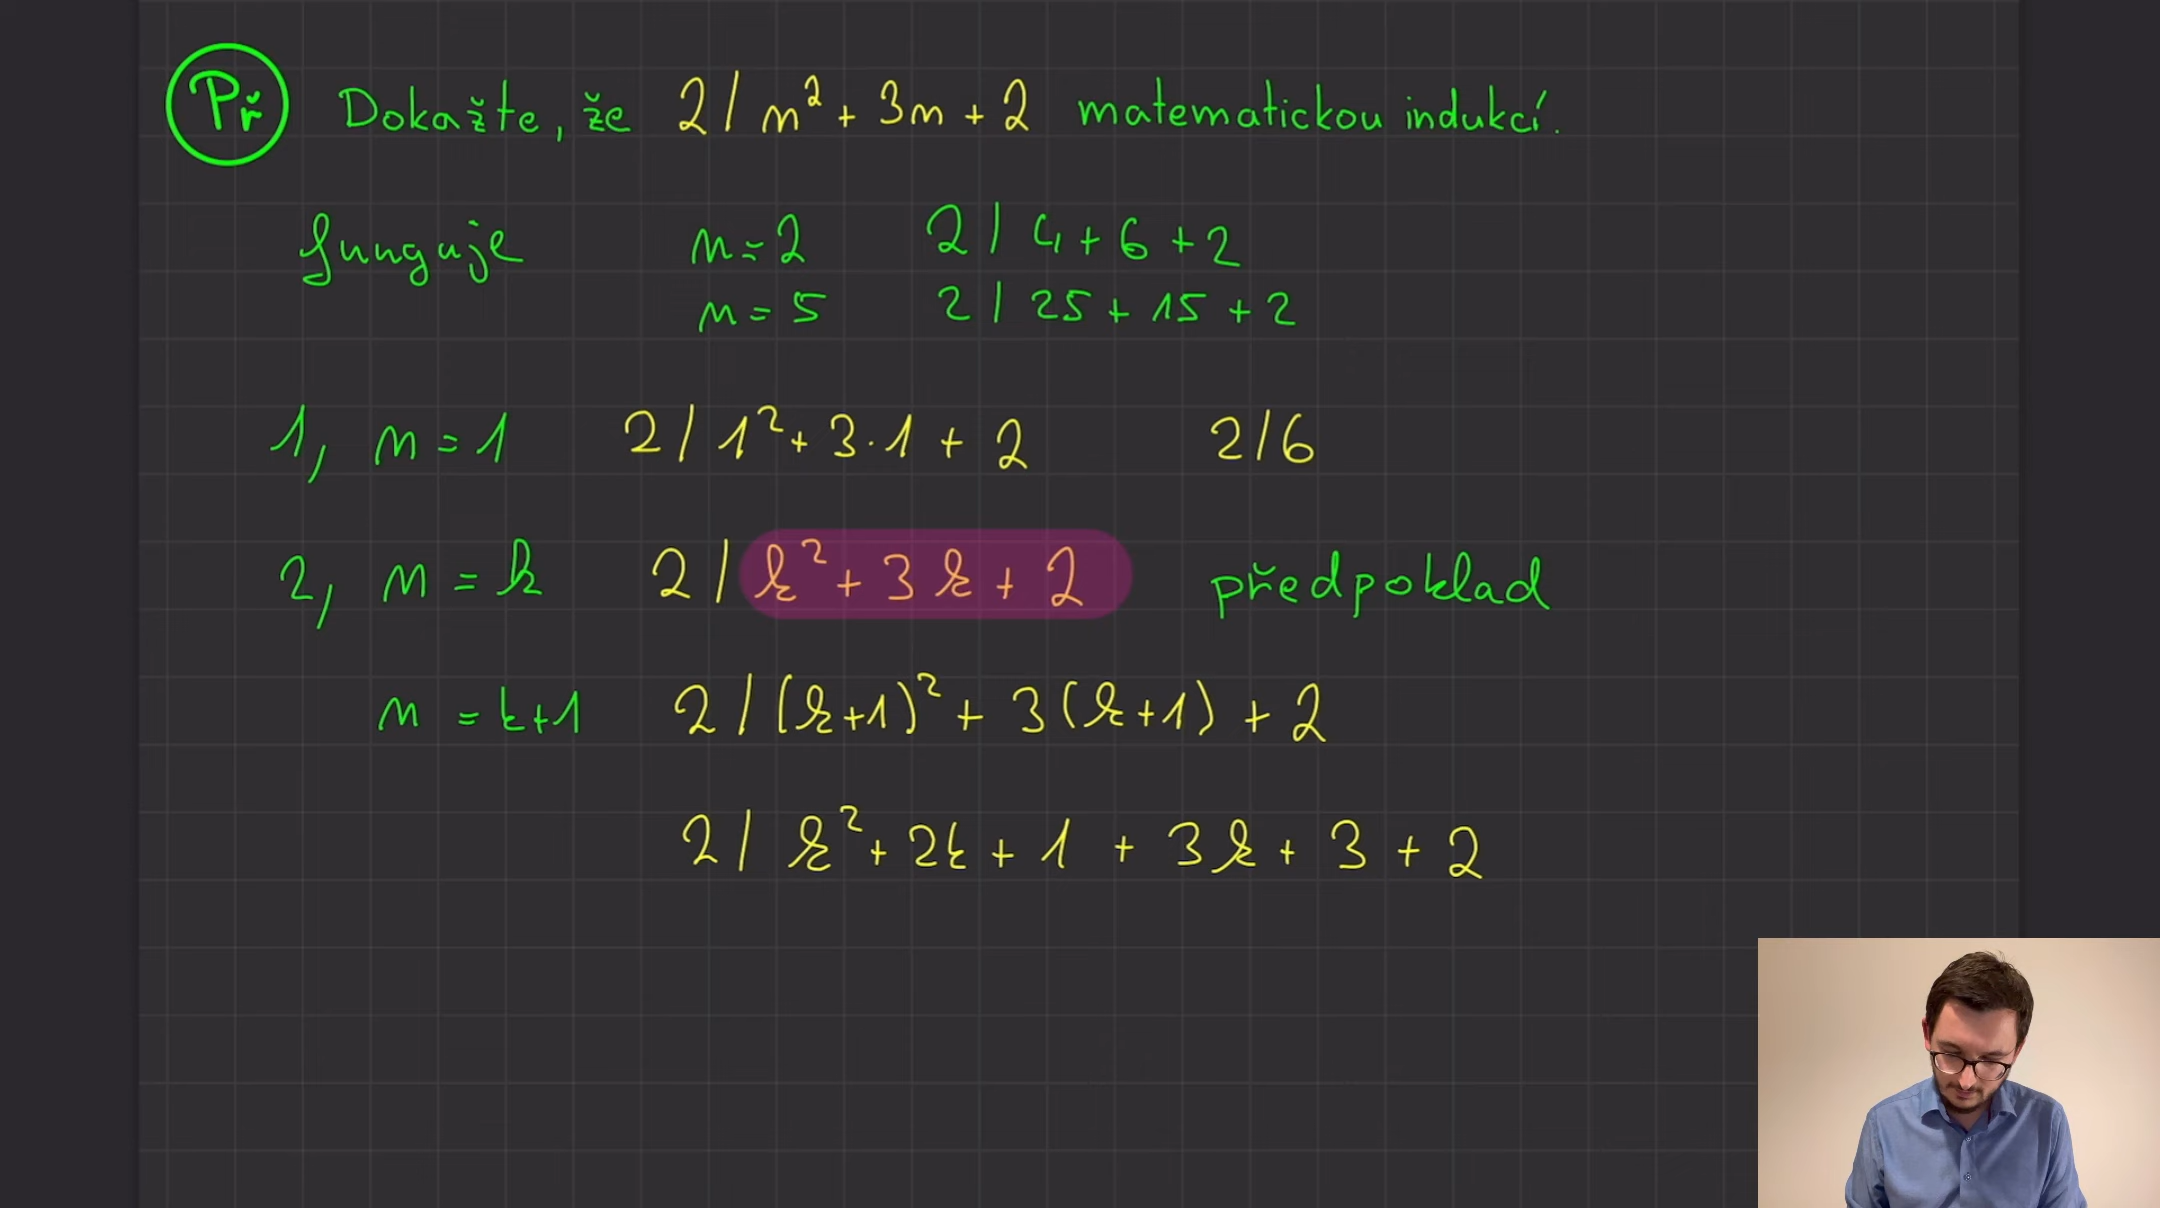 Př Dokažte, že 2 | n² + 3n + 2 matematickou indukcí.
funguje n=2 2 | 4 + 6 + 2
n = 5 2 | 25 + 15 + 2
1, n = 1 2 | 1² + 3·1 + 2 2 | 6
2, n = k 2 | k² + 3k + 2 předpoklad
n = k+1 2 | (k+1)² + 3(k+1) + 2
2 | k² + 2k + 1 + 3k + 3 + 2